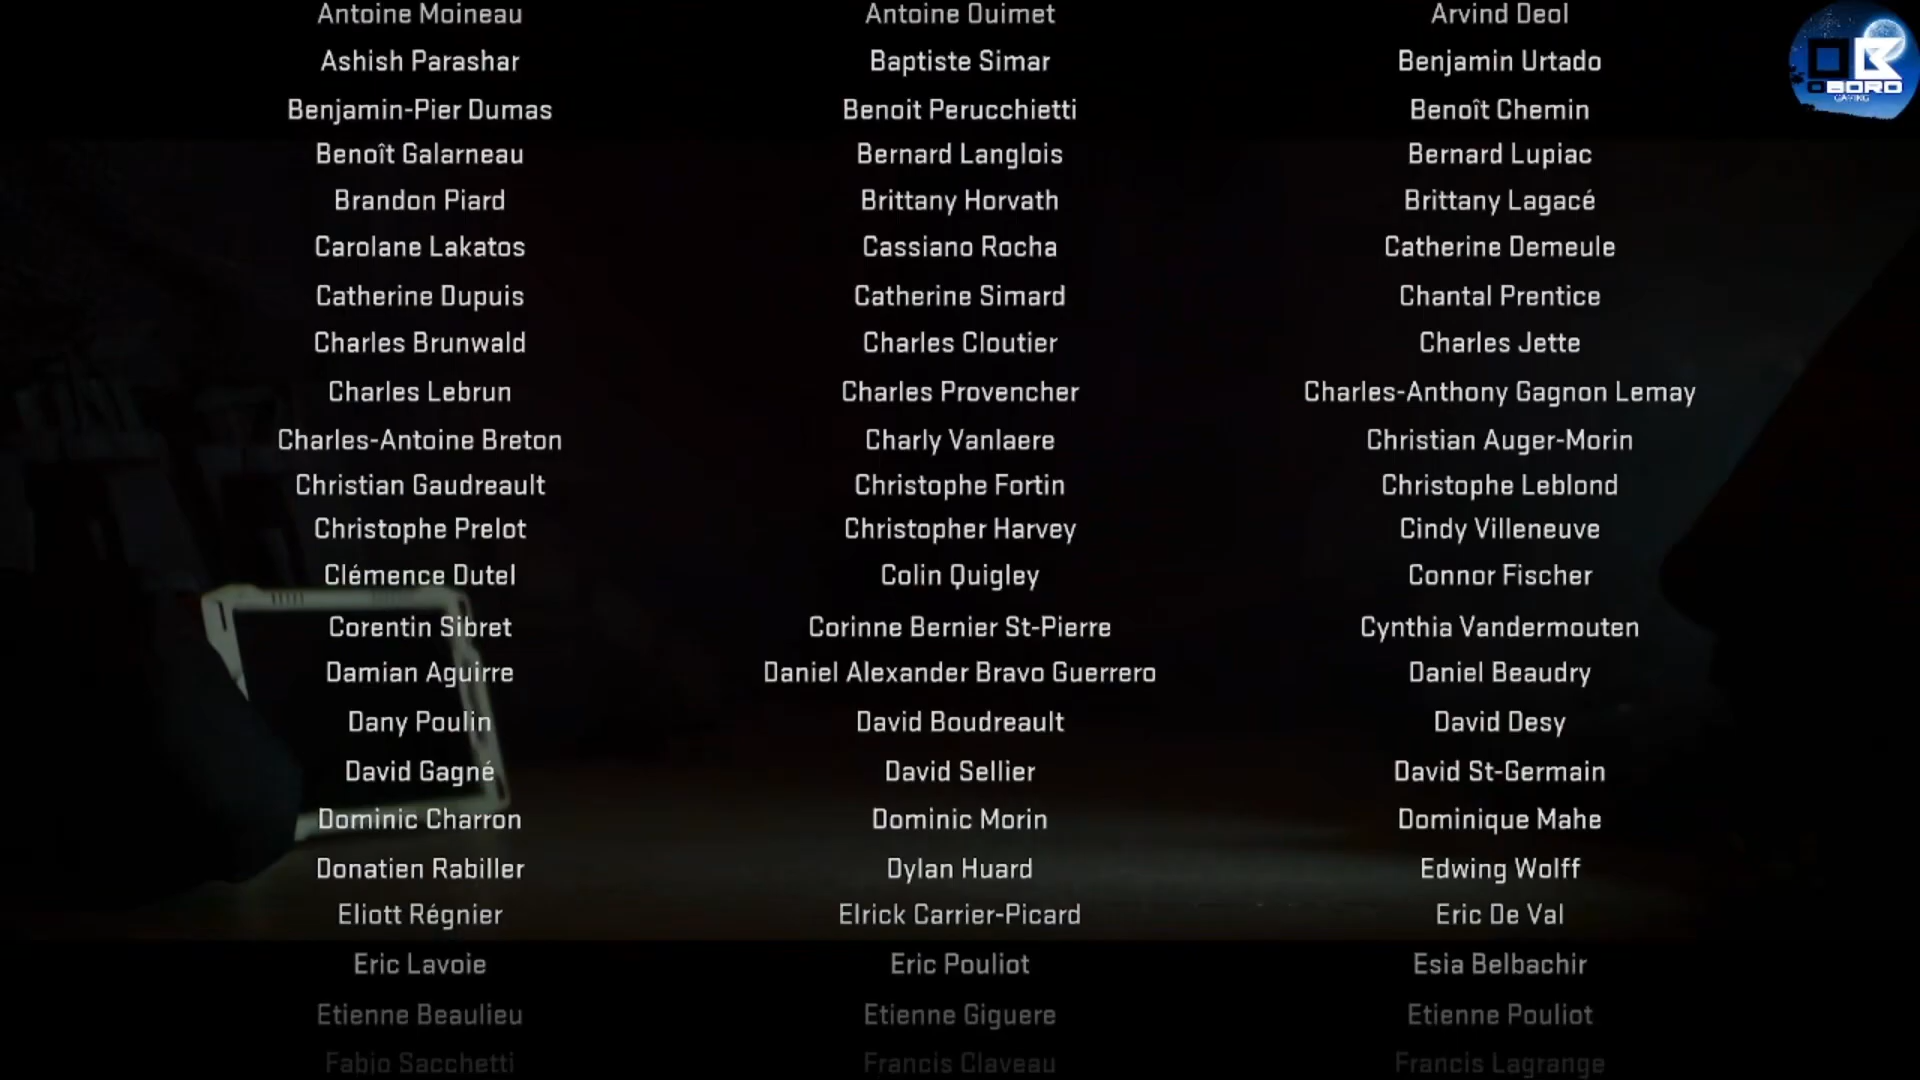 Antoine Moineau Antoine Ouimet Arvind Deol
Ashish Parashar Baptiste Simar Benjamin Urtado
Benjamin-Pier Dumas Benoit Perucchietti Benoît Chemin
Benoît Galarneau Bernard Langlois Bernard Lupiac
Brandon Piard Brittany Horvath Brittany Lagacé
Carolane Lakatos Cassiano Rocha Catherine Demeule
Catherine Dupuis Catherine Simard Chantal Prentice
Charles Brunwald Charles Cloutier Charles Jette
Charles Lebrun Charles Provencher Charles-Anthony Gagnon Lemay
Charles-Antoine Breton Charly Vanlaere Christian Auger-Morin
Christian Gaudreault Christophe Fortin Christophe Leblond
Christophe Prelot Christopher Harvey Cindy Villeneuve
Clémence Dutel Colin Quigley Connor Fischer
Corentin Sibret Corinne Bernier St-Pierre Cynthia Vandermouten
Damian Aguirre Daniel Alexander Bravo Guerrero Daniel Beaudry
Dany Poulin David Boudreault David Desy
David Gagné David Sellier David St-Germain
Dominic Charron Dominic Morin Dominique Mahe
Donatien Rabiller Dylan Huard Edwing Wolff
Eliott Régnier Elrick Carrier-Picard Eric De Val
Eric Lavoie Eric Pouliot Esia Belbachir
Etienne Beaulieu Etienne Giguere Etienne Pouliot
Fabio Sacchetti Francis Claveau Francis Lagrange
OBORO
GAMING